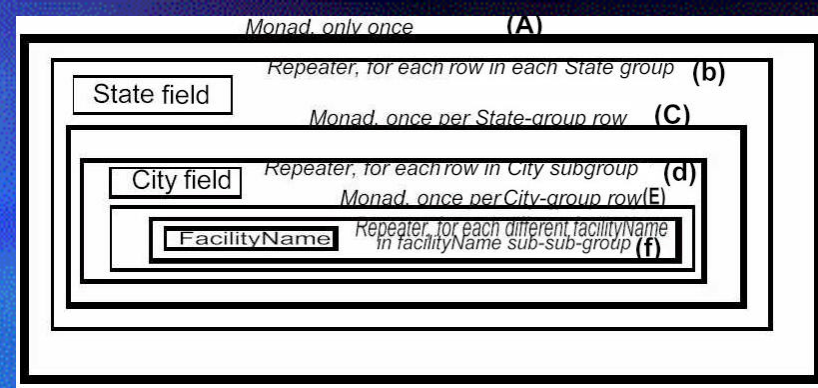 Monad, only once (A)
Repeater, for each row in each State group (b)
State field
Monad, once per State-group row (C)
Repeater, for each row in City subgroup (d)
City field
Monad, once per City-group row (E)
Repeater, for each different facilityName
FacilityName
in facilityName sub-sub-group (f)